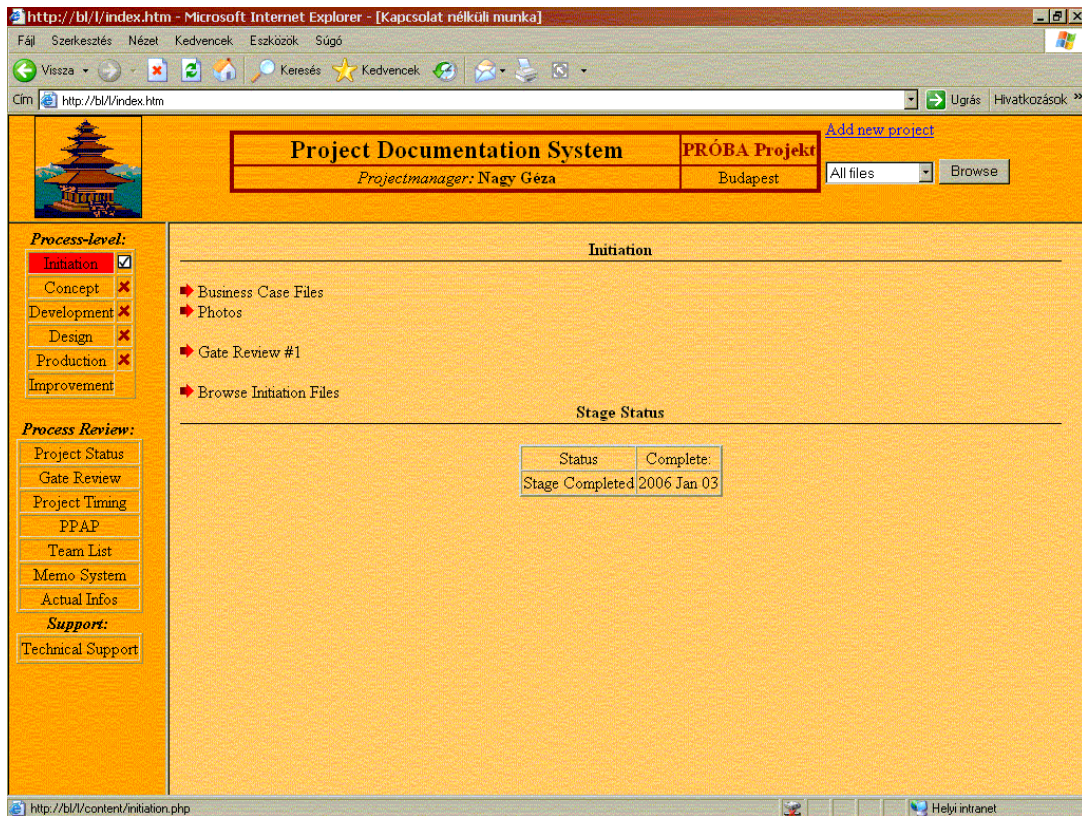 http://bl/l/index.htm - Microsoft Internet Explorer - [Kapcsolat nélküli munka]
Fájl Szerkesztés Nézet Kedvencek Eszközök Súgó
Vissza Keresés Kedvencek
Cím http://bl/l/index.htm Ugrás Hivatkozások »
Project Documentation System PRÓBA Projekt
Projectmanager: Nagy Géza Budapest
Add new project
All files Browse
Process-level:
Initiation
Concept
Development
Design
Production
Improvement
Process Review:
Project Status
Gate Review
Project Timing
PPAP
Team List
Memo System
Actual Infos
Support:
Technical Support
Initiation
Business Case Files
Photos
Gate Review #1
Browse Initiation Files
Stage Status
Status Complete:
Stage Completed 2006 Jan 03
http://bl/l/content/initiation.php Helyi intranet